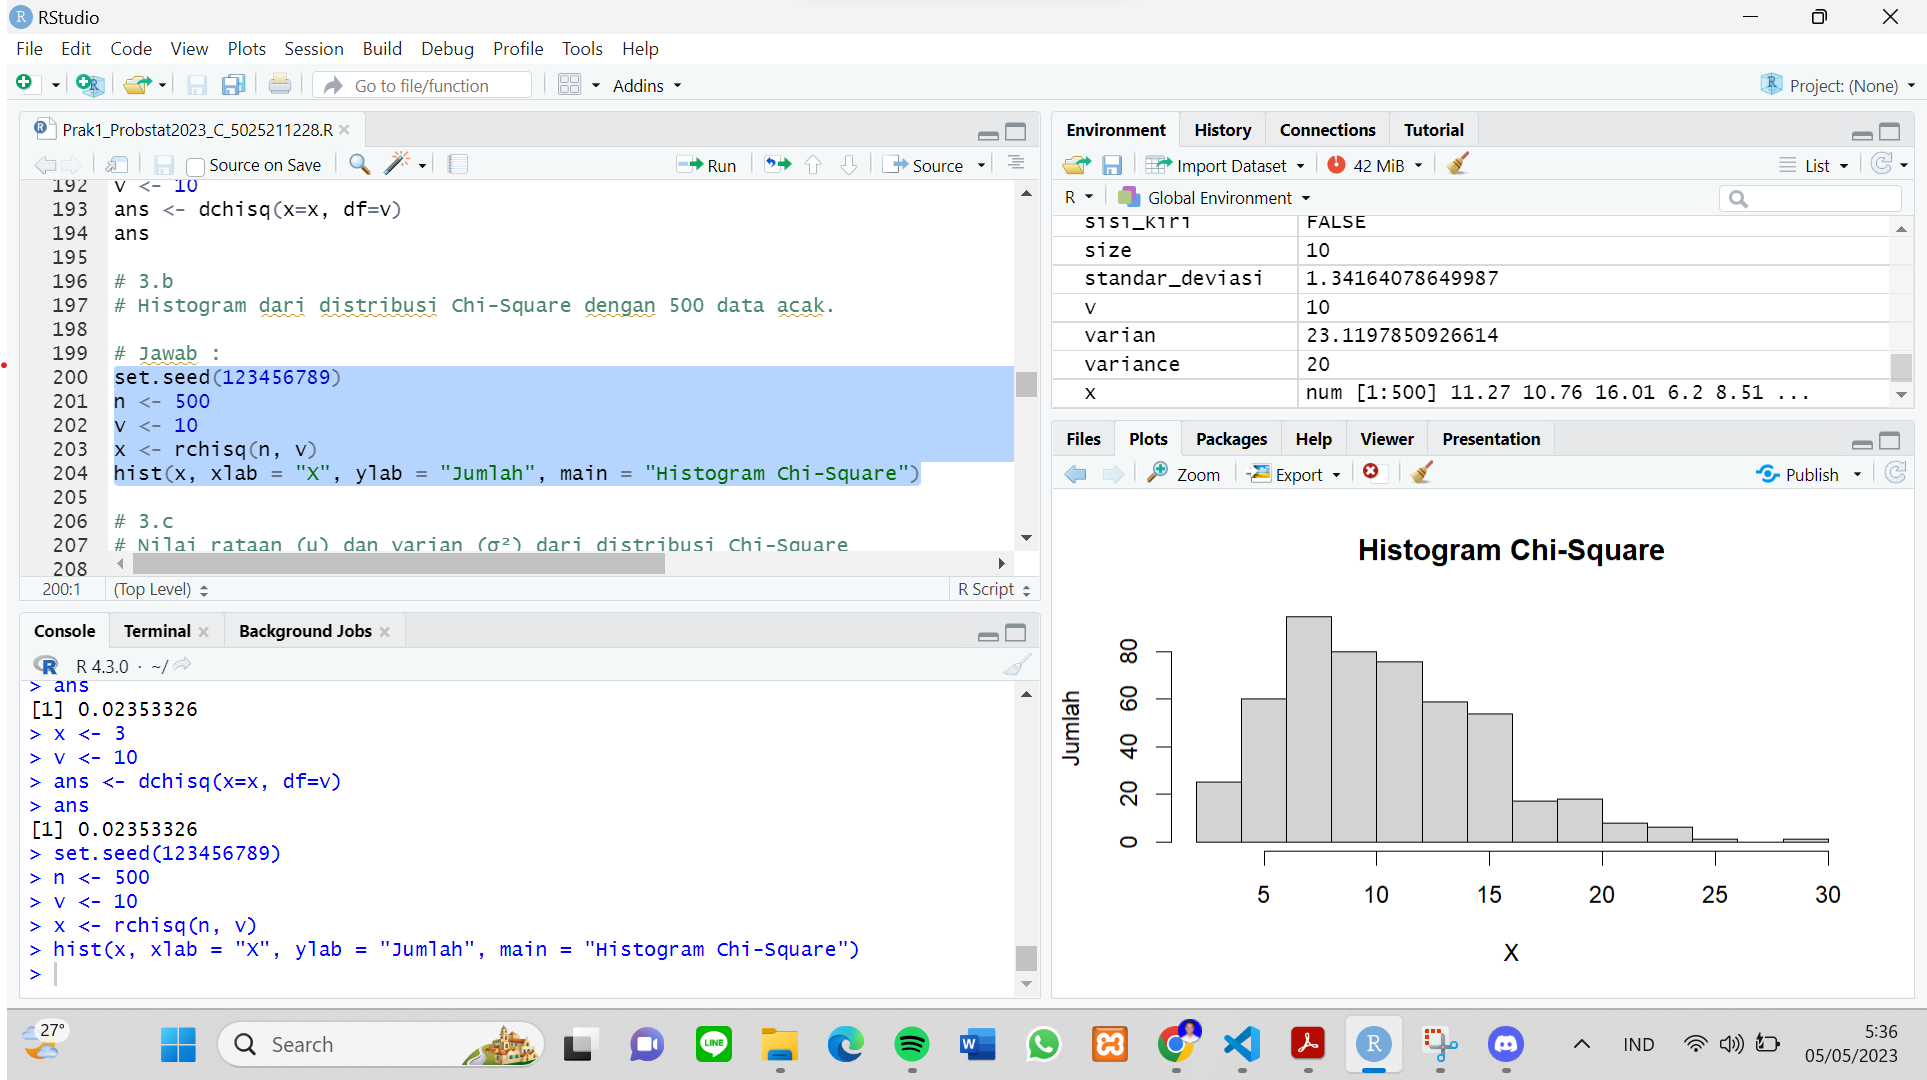 RStudio
File Edit Code View Plots Session Build Debug Profile Tools Help
Go to file/function Addins Project: (None)
Prak1_Probstat2023_C_5025211228.R
Source on Save Run Source
192 v <- 10
193 ans <- dchisq(x=x, df=v)
194 ans
195
196 # 3.b
197 # Histogram dari distribusi Chi-Square dengan 500 data acak.
198
199 # Jawab :
200 set.seed(123456789)
201 n <- 500
202 v <- 10
203 x <- rchisq(n, v)
204 hist(x, xlab = "X", ylab = "Jumlah", main = "Histogram Chi-Square")
205
206 # 3.c
207 # Nilai rataan (μ) dan varian (σ²) dari distribusi Chi-Square
208
200:1 (Top Level) R Script
Console Terminal Background Jobs
R 4.3.0 · ~/
> ans
[1] 0.02353326
> x <- 3
> v <- 10
> ans <- dchisq(x=x, df=v)
> ans
[1] 0.02353326
> set.seed(123456789)
> n <- 500
> v <- 10
> x <- rchisq(n, v)
> hist(x, xlab = "X", ylab = "Jumlah", main = "Histogram Chi-Square")
>
Environment History Connections Tutorial
Import Dataset 42 MiB List
R Global Environment
sisi_kiri FALSE
size 10
standar_deviasi 1.34164078649987
v 10
varian 23.1197850926614
variance 20
x num [1:500] 11.27 10.76 16.01 6.2 8.51 ...
Files Plots Packages Help Viewer Presentation
Zoom Export Publish
Histogram Chi-Square
Jumlah
80
60
40
20
0
5 10 15 20 25 30
X
27°
Search
LINE
IND
5:36
05/05/2023